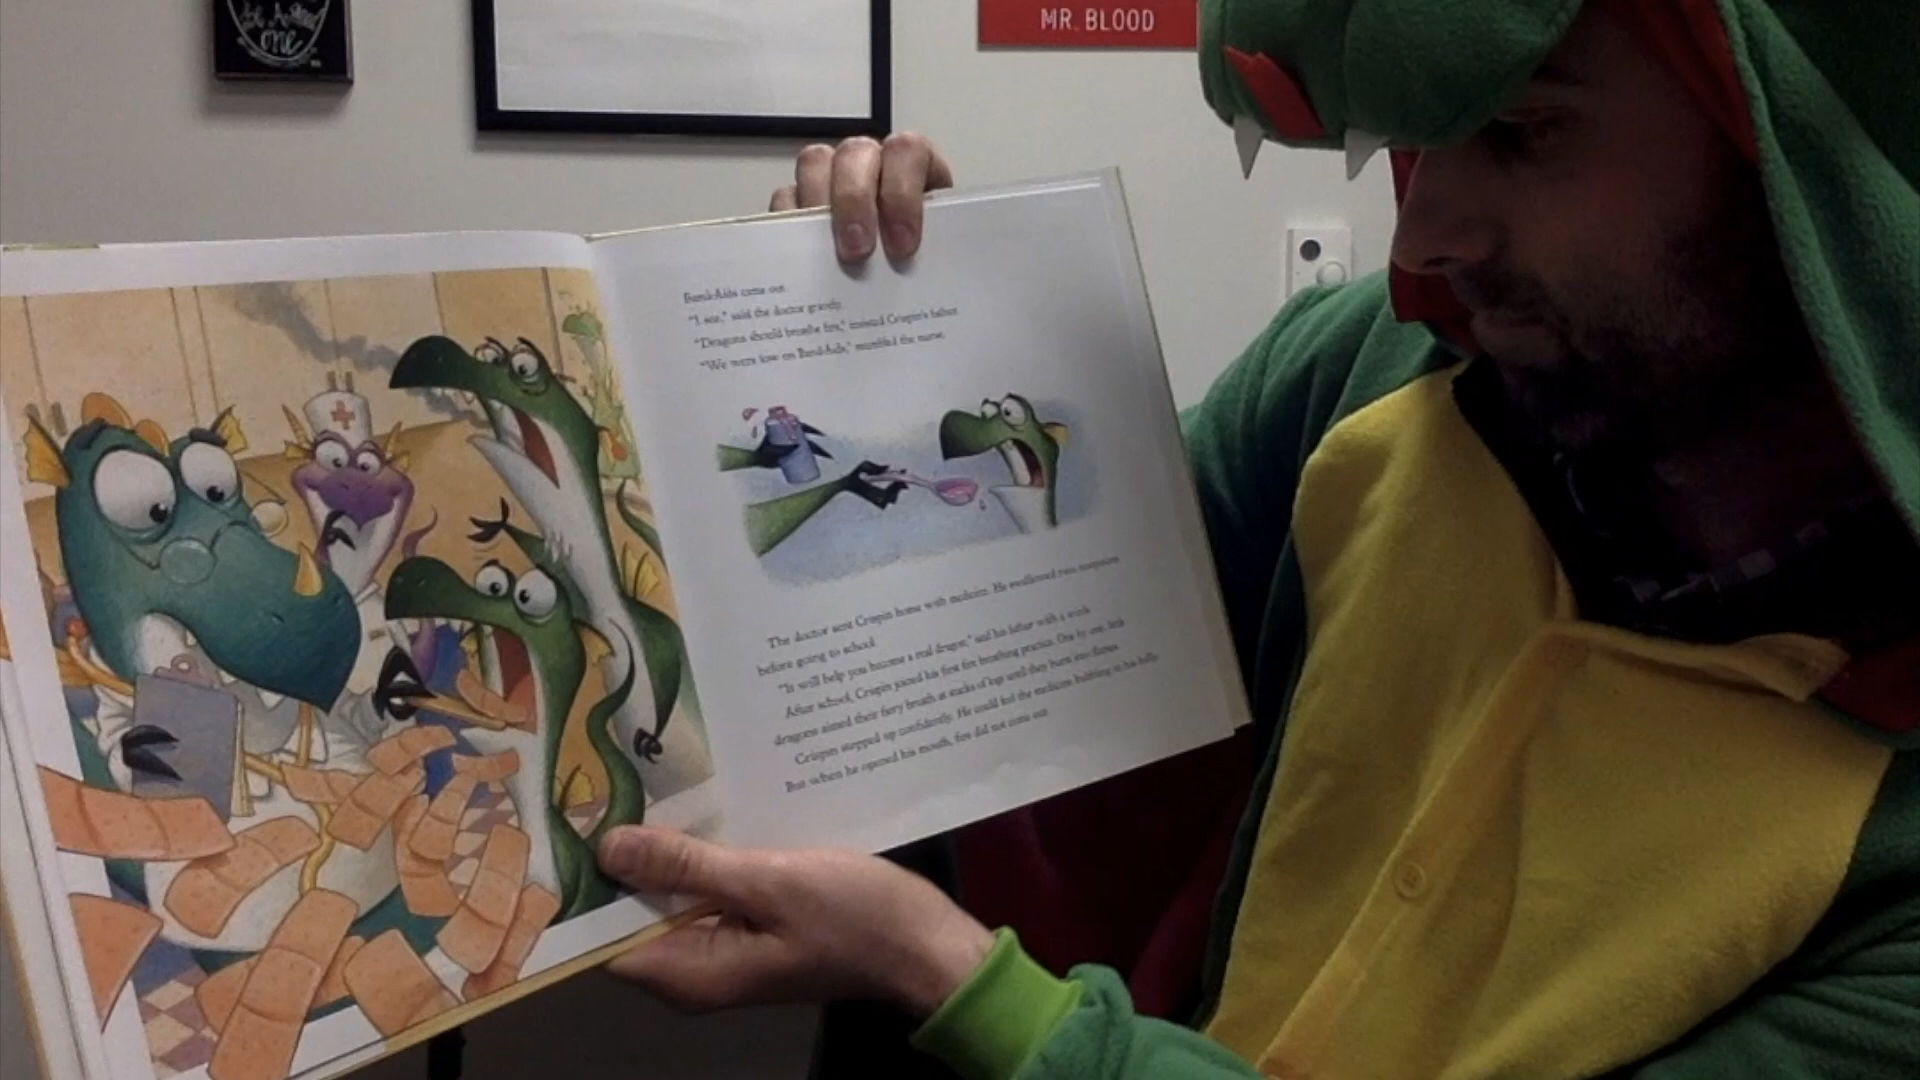 be Actual
one
MR. BLOOD
Band-Aids came out.
"I see," said the doctor gravely.
"Dragons should breathe fire," insisted Crispin's father.
"We were low on Band-Aids," mumbled the nurse.
The doctor sent Crispin home with medicine. He swallowed two teaspoons
before going to school.
"It will help you become a real dragon," said his father with a wink.
After school, Crispin joined his first fire breathing practice. One by one, little
dragons aimed their fiery breath at stacks of logs until they burst into flames.
Crispin stepped up confidently. He could feel the medicine bubbling in his belly.
But when he opened his mouth, fire did not come out.